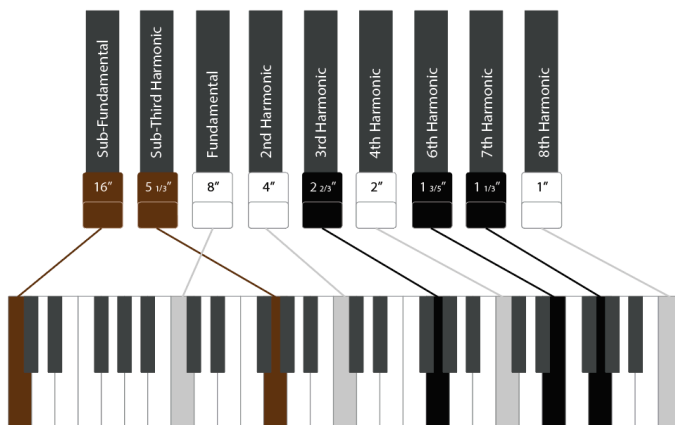 Sub-Fundamental
Sub-Third Harmonic
Fundamental
2nd Harmonic
3rd Harmonic
4th Harmonic
6th Harmonic
7th Harmonic
8th Harmonic
16”
5 1/3”
8”
4”
2 2/3”
2”
1 3/5”
1 1/3”
1”